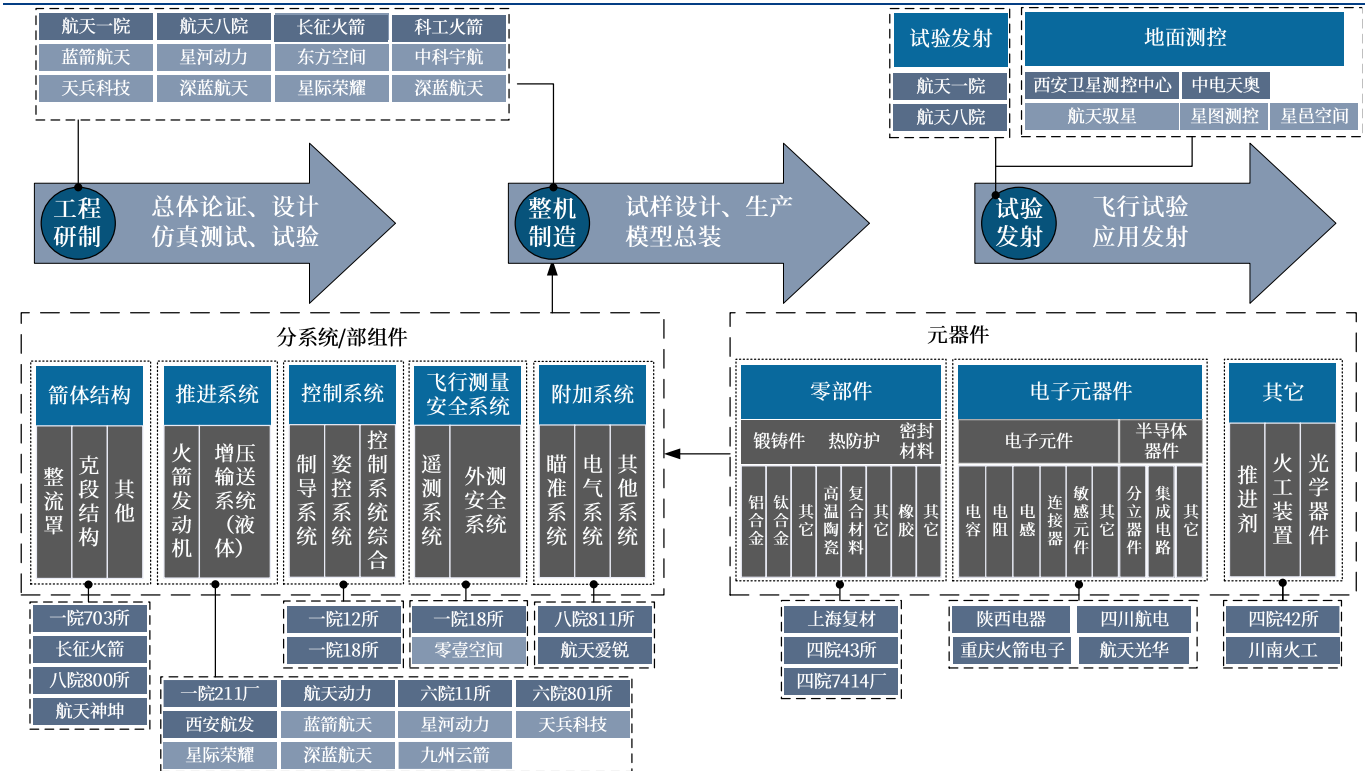 航天一院 航天八院 长征火箭 科工火箭
蓝箭航天 星河动力 东方空间 中科宇航
天兵科技 深蓝航天 星际荣耀 深蓝航天
试验发射
航天一院
航天八院
地面测控
西安卫星测控中心 中电天奥
航天驭星 星图测控 星邑空间
工程
研制
总体论证、设计
仿真测试、试验
整机
制造
试样设计、生产
模型总装
试验
发射
飞行试验
应用发射
分系统/部组件
箭体结构
整流罩
克段结构
其他
推进系统
火箭发动机
增压
输送
系统
（液
体）
控制系统
制导系统
姿控系统
控制系统综合
飞行测量
安全系统
遥测系统
外测
安全
系统
附加系统
瞄准系统
电气系统
其他系统
元器件
零部件
锻铸件 热防护
密封
材料
铝合金
钛合金
其它
高温陶瓷
复合材料
其它
橡胶
其它
电子元器件
电子元件
半导体
器件
电容
电阻
电感
连接器
敏感元件
其它
分立器件
集成电路
其它
其它
推进剂
火工装置
光学器件
一院703所
长征火箭
八院800所
航天神坤
一院211厂 航天动力 六院11所 六院801所
西安航发 蓝箭航天 星河动力 天兵科技
星际荣耀 深蓝航天 九州云箭
一院12所
一院18所
一院18所
零壹空间
八院811所
航天爱锐
上海复材
四院43所
四院7414厂
陕西电器 四川航电
重庆火箭电子 航天光华
四院42所
川南火工